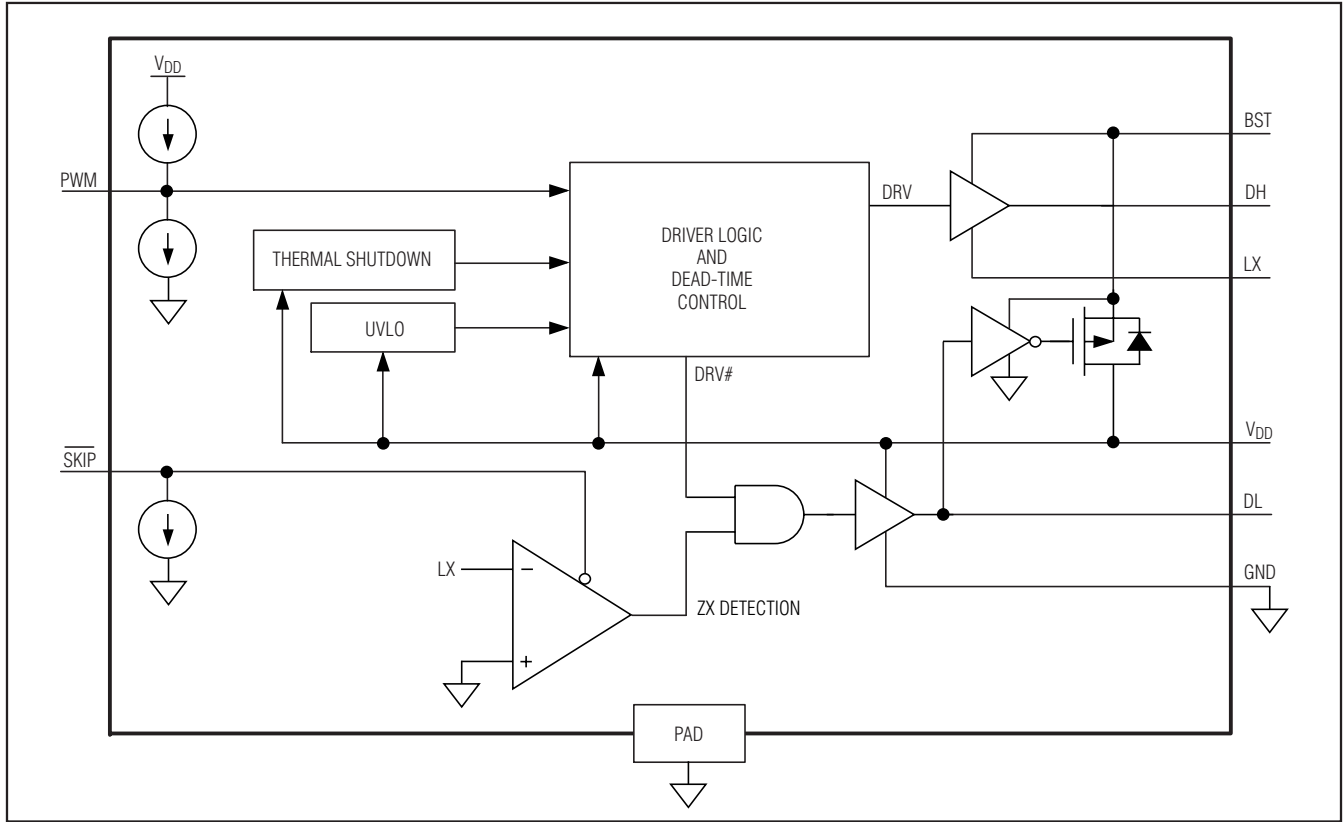 VDD
BST
PWM
DRV
DH
DRIVER LOGIC
AND
DEAD-TIME
CONTROL
THERMAL SHUTDOWN
LX
UVLO
DRV#
VDD
SKIP
DL
LX
−
+
ZX DETECTION
GND
PAD